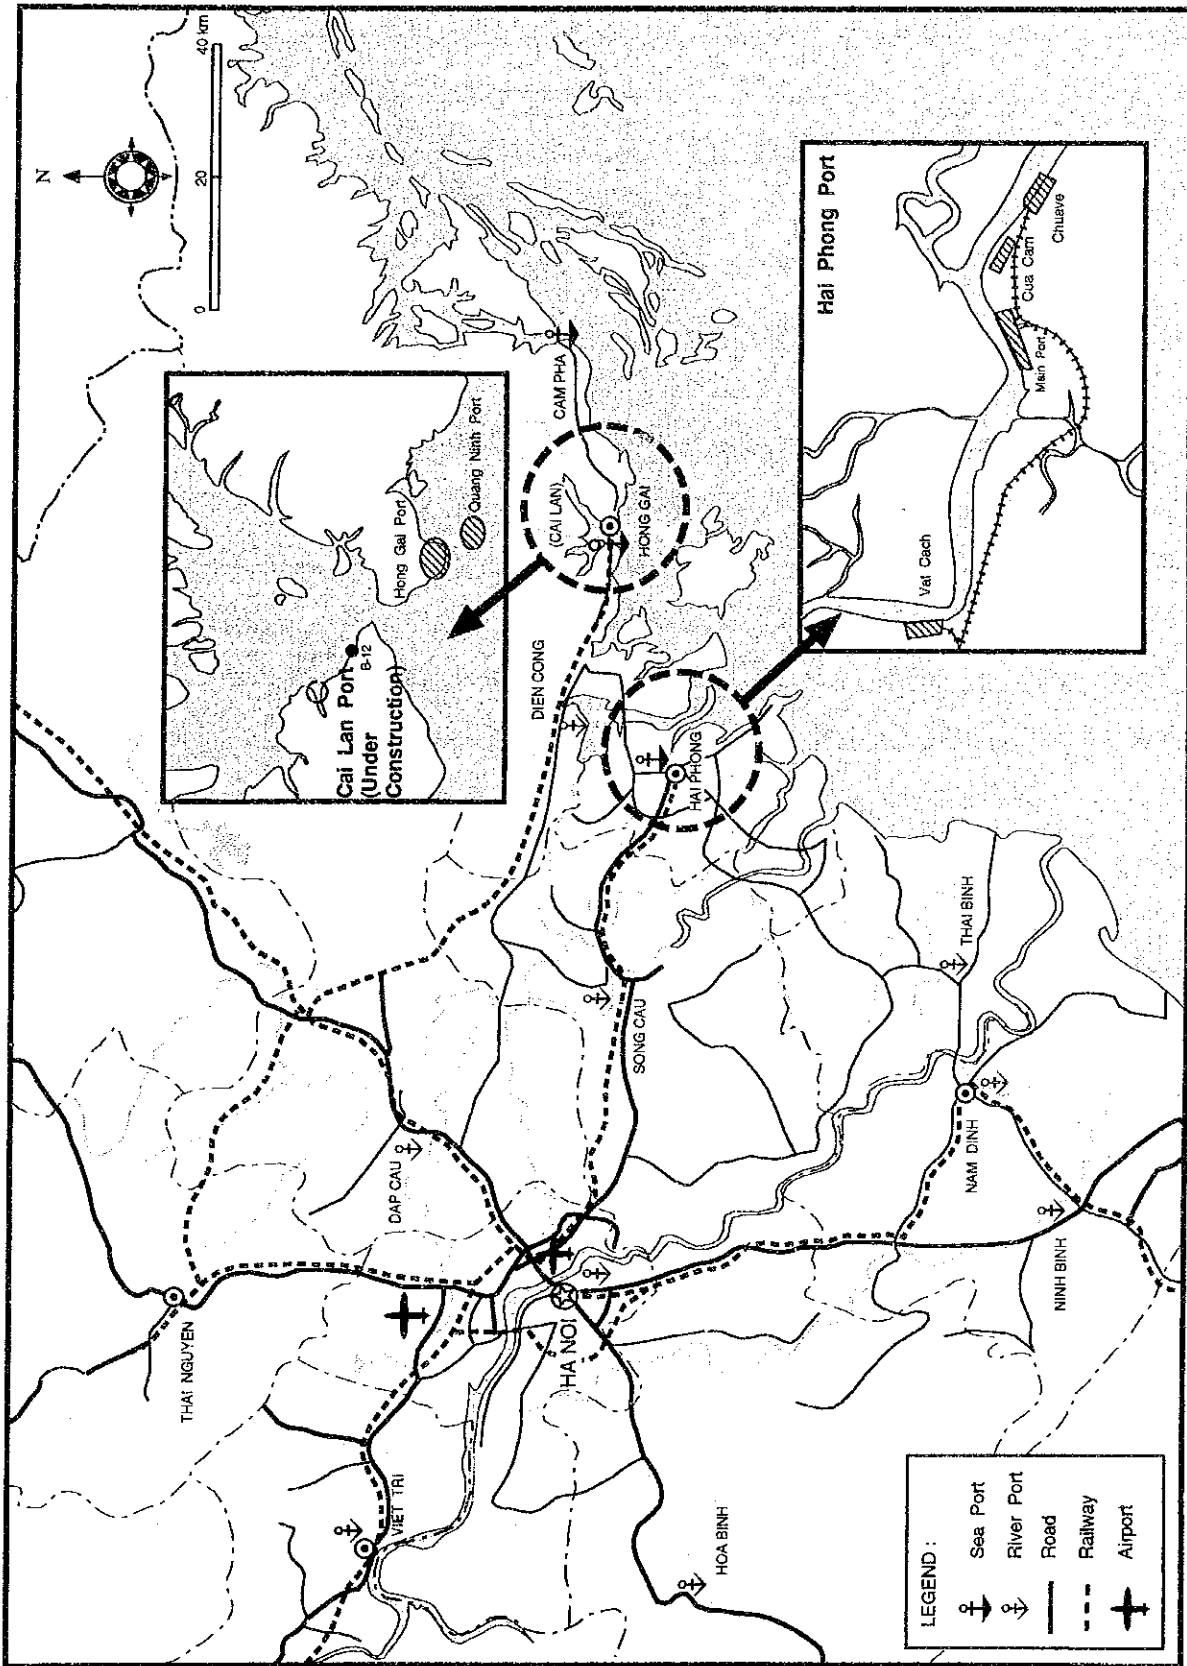 N
0
20
40 km
Cai Lan Port
(Under
Construction)
B-12
Hong Gai Port
Quang Ninh Port
THAI NGUYEN
VIET TRI
DAP CAU
HA NOI
HOA BINH
SONG CAU
DIEN CONG
(CAI LAN)
HONG GAI
CAM PHA
HAI PHONG
THAI BINH
NAM DINH
NINH BINH
Hai Phong Port
Vat Cach
Main Port
Cua Cam
Chuave
LEGEND :
Sea Port
River Port
Road
Railway
Airport